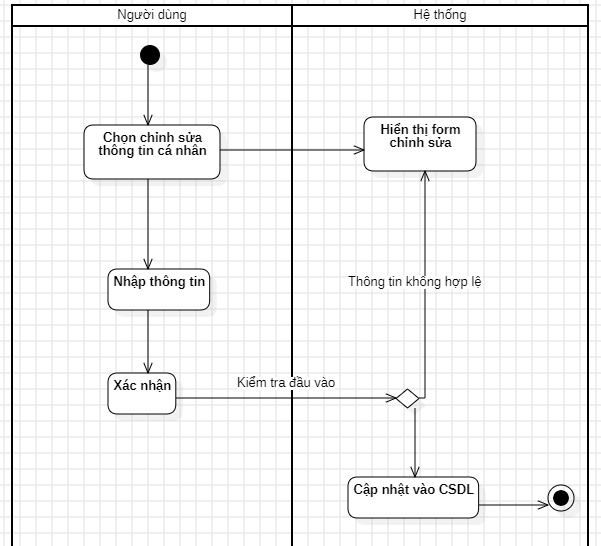 Người dùng
Hệ thống
Chọn chỉnh sửa
thông tin cá nhân
Hiển thị form
chỉnh sửa
Nhập thông tin
Thông tin không hợp lệ
Xác nhận
Kiểm tra đầu vào
Cập nhật vào CSDL